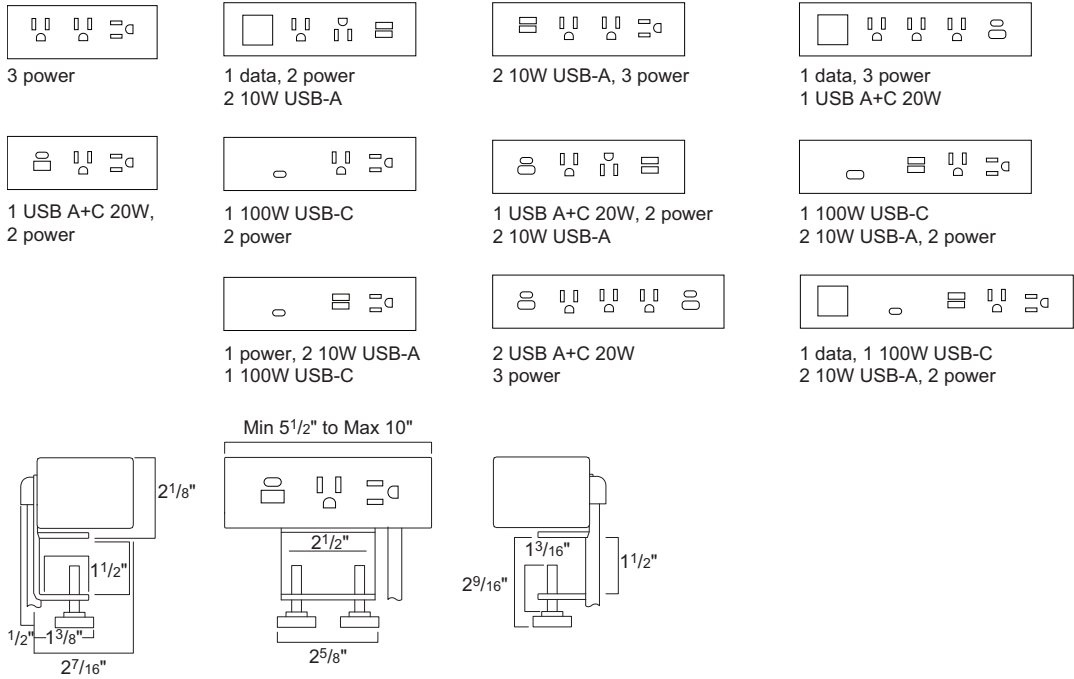 3 power
1 data, 2 power
2 10W USB-A
2 10W USB-A, 3 power
1 data, 3 power
1 USB A+C 20W
1 USB A+C 20W,
2 power
1 100W USB-C
2 power
1 USB A+C 20W, 2 power
2 10W USB-A
1 100W USB-C
2 10W USB-A, 2 power
1 power, 2 10W USB-A
1 100W USB-C
2 USB A+C 20W
3 power
1 data, 1 100W USB-C
2 10W USB-A, 2 power
Min 5 1/2" to Max 10"
2 1/8"
1 1/2"
1/2"
1 3/8"
2 7/16"
2 1/2"
2 5/8"
1 3/16"
1 1/2"
2 9/16"